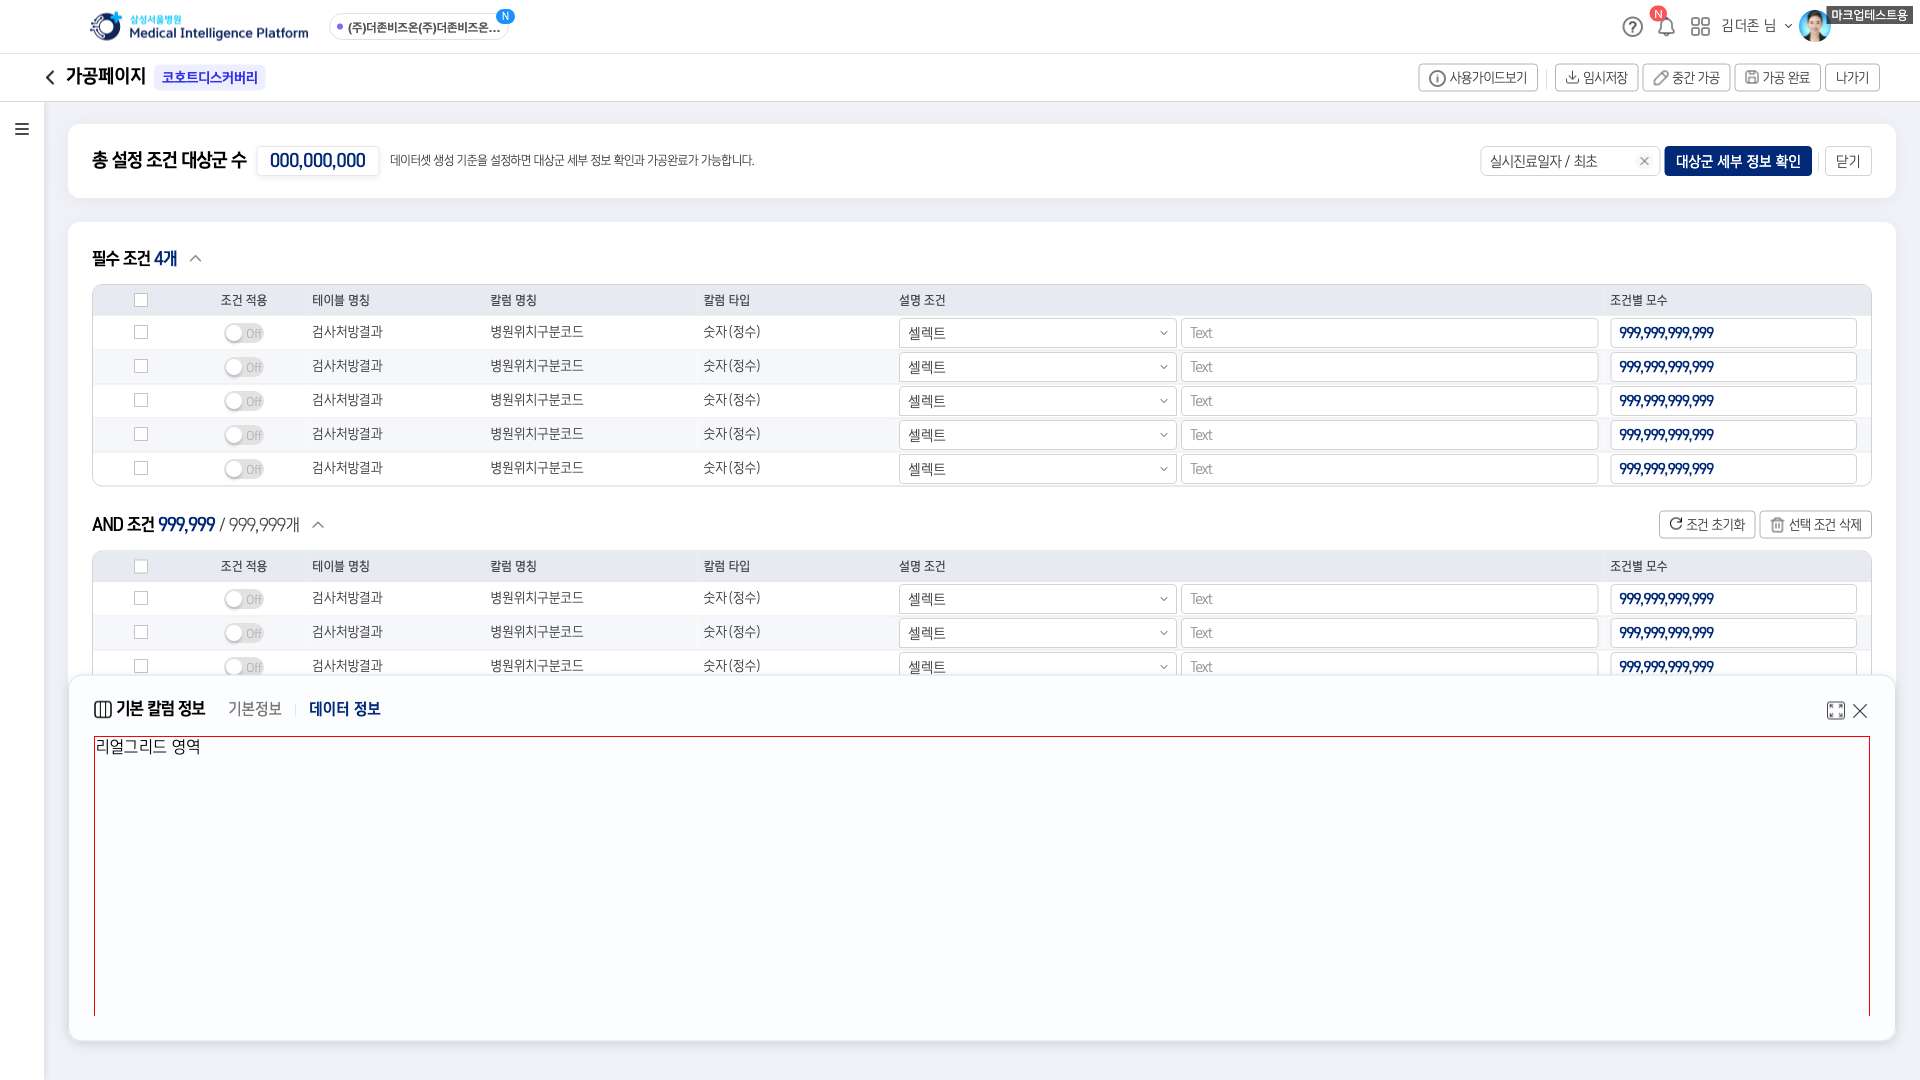 삼성서울병원
Medical Intelligence Platform
(주)더존비즈온(주)더존비즈온...
N
N
김더존 님
마크업테스트용
가공페이지 코호트디스커버리
사용가이드보기 임시저장 중간 가공 가공 완료 나가기
총 설정 조건 대상군 수 000,000,000 데이터셋 생성 기준을 설정하면 대상군 세부 정보 확인과 가공완료가 가능합니다. 실시진료일자 / 최초 대상군 세부 정보 확인 닫기
필수 조건 4개
조건 적용 테이블 명칭 칼럼 명칭 칼럼 타입 설명 조건 조건별 모수
Off 검사처방결과 병원위치구분코드 숫자(정수) 셀렉트 Text 999,999,999,999
Off 검사처방결과 병원위치구분코드 숫자(정수) 셀렉트 Text 999,999,999,999
Off 검사처방결과 병원위치구분코드 숫자(정수) 셀렉트 Text 999,999,999,999
Off 검사처방결과 병원위치구분코드 숫자(정수) 셀렉트 Text 999,999,999,999
Off 검사처방결과 병원위치구분코드 숫자(정수) 셀렉트 Text 999,999,999,999
AND 조건 999,999 / 999,999개 조건 초기화 선택 조건 삭제
조건 적용 테이블 명칭 칼럼 명칭 칼럼 타입 설명 조건 조건별 모수
Off 검사처방결과 병원위치구분코드 숫자(정수) 셀렉트 Text 999,999,999,999
Off 검사처방결과 병원위치구분코드 숫자(정수) 셀렉트 Text 999,999,999,999
Off 검사처방결과 병원위치구분코드 숫자(정수) 셀렉트 Text 999,999,999,999
기본 칼럼 정보 기본정보 데이터 정보
리얼그리드 영역